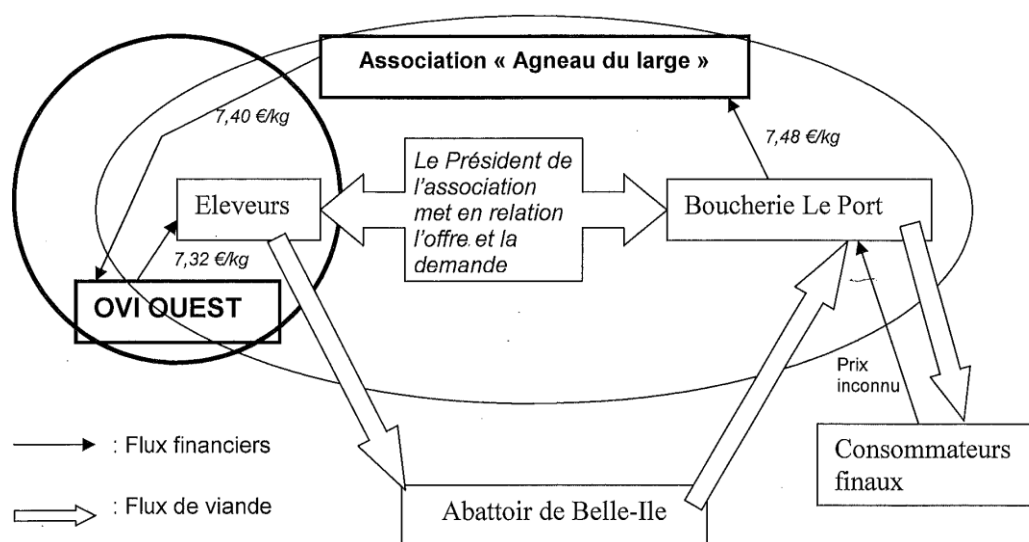 Association « Agneau du large »
7,40 €/kg
7,48 €/kg
Le Président de
l'association
met en relation
l'offre et la
demande
Eleveurs
Boucherie Le Port
7,32 €/kg
OVI OUEST
Prix
inconnu
: Flux financiers
Consommateurs
finaux
: Flux de viande
Abattoir de Belle-Ile